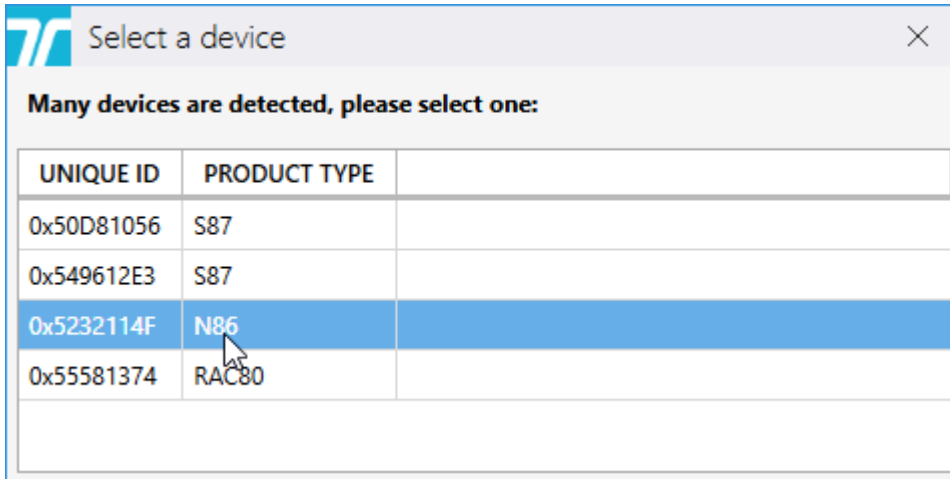 Select a device
Many devices are detected, please select one:
UNIQUE ID PRODUCT TYPE
0x50D81056 S87
0x549612E3 S87
0x5232114F N86
0x55581374 RAC80